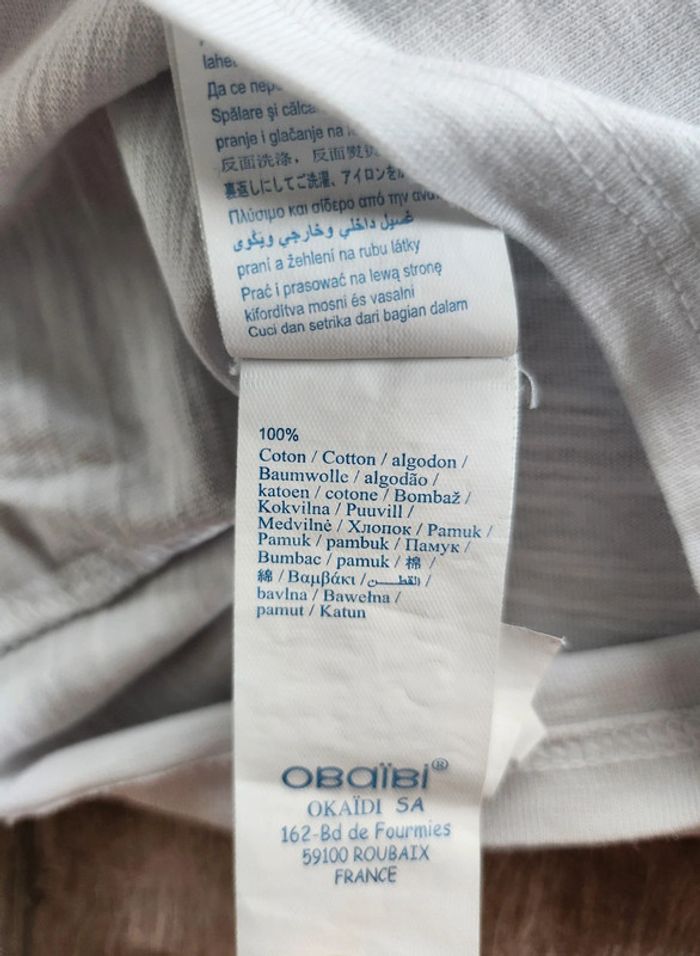 Да се
Spălare şi călca
pranje i glačanje na
反面洗涤, 反面熨
裏返しにしてご洗濯、アイロンを
Πλύσιμο και σίδερο από την ανα
غسيل داخلي وخارجي ويكوى
praní a žehlení na rubu látky
Prać i prasować na lewą stronę
kifordítva mosni és vasalni
Cuci dan setrika dari bagian dalam
100%
Coton / Cotton / algodon /
Baumwolle / algodão /
katoen / cotone / Bombaž /
Kokvilna / Puuvill /
Medvilnė / Хлопок / Pamuk /
Pamuk / pambuk / Памук /
Bumbac / pamuk / 棉 /
綿 / Βαμβάκι / القطن /
bavlna / Bawełna /
pamut / Katun
OBaïBi®
OKAÏDI SA
162-Bd de Fourmies
59100 ROUBAIX
FRANCE